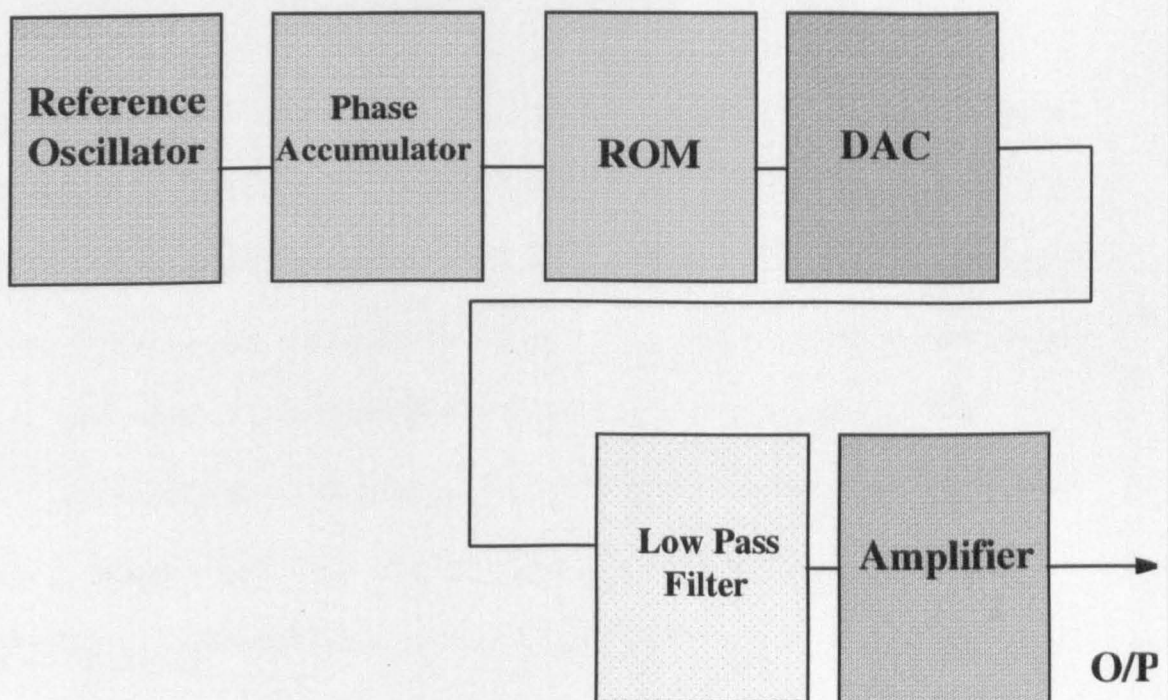 Reference
Oscillator
Phase
Accumulator
ROM
DAC
Low Pass
Filter
Amplifier
O/P